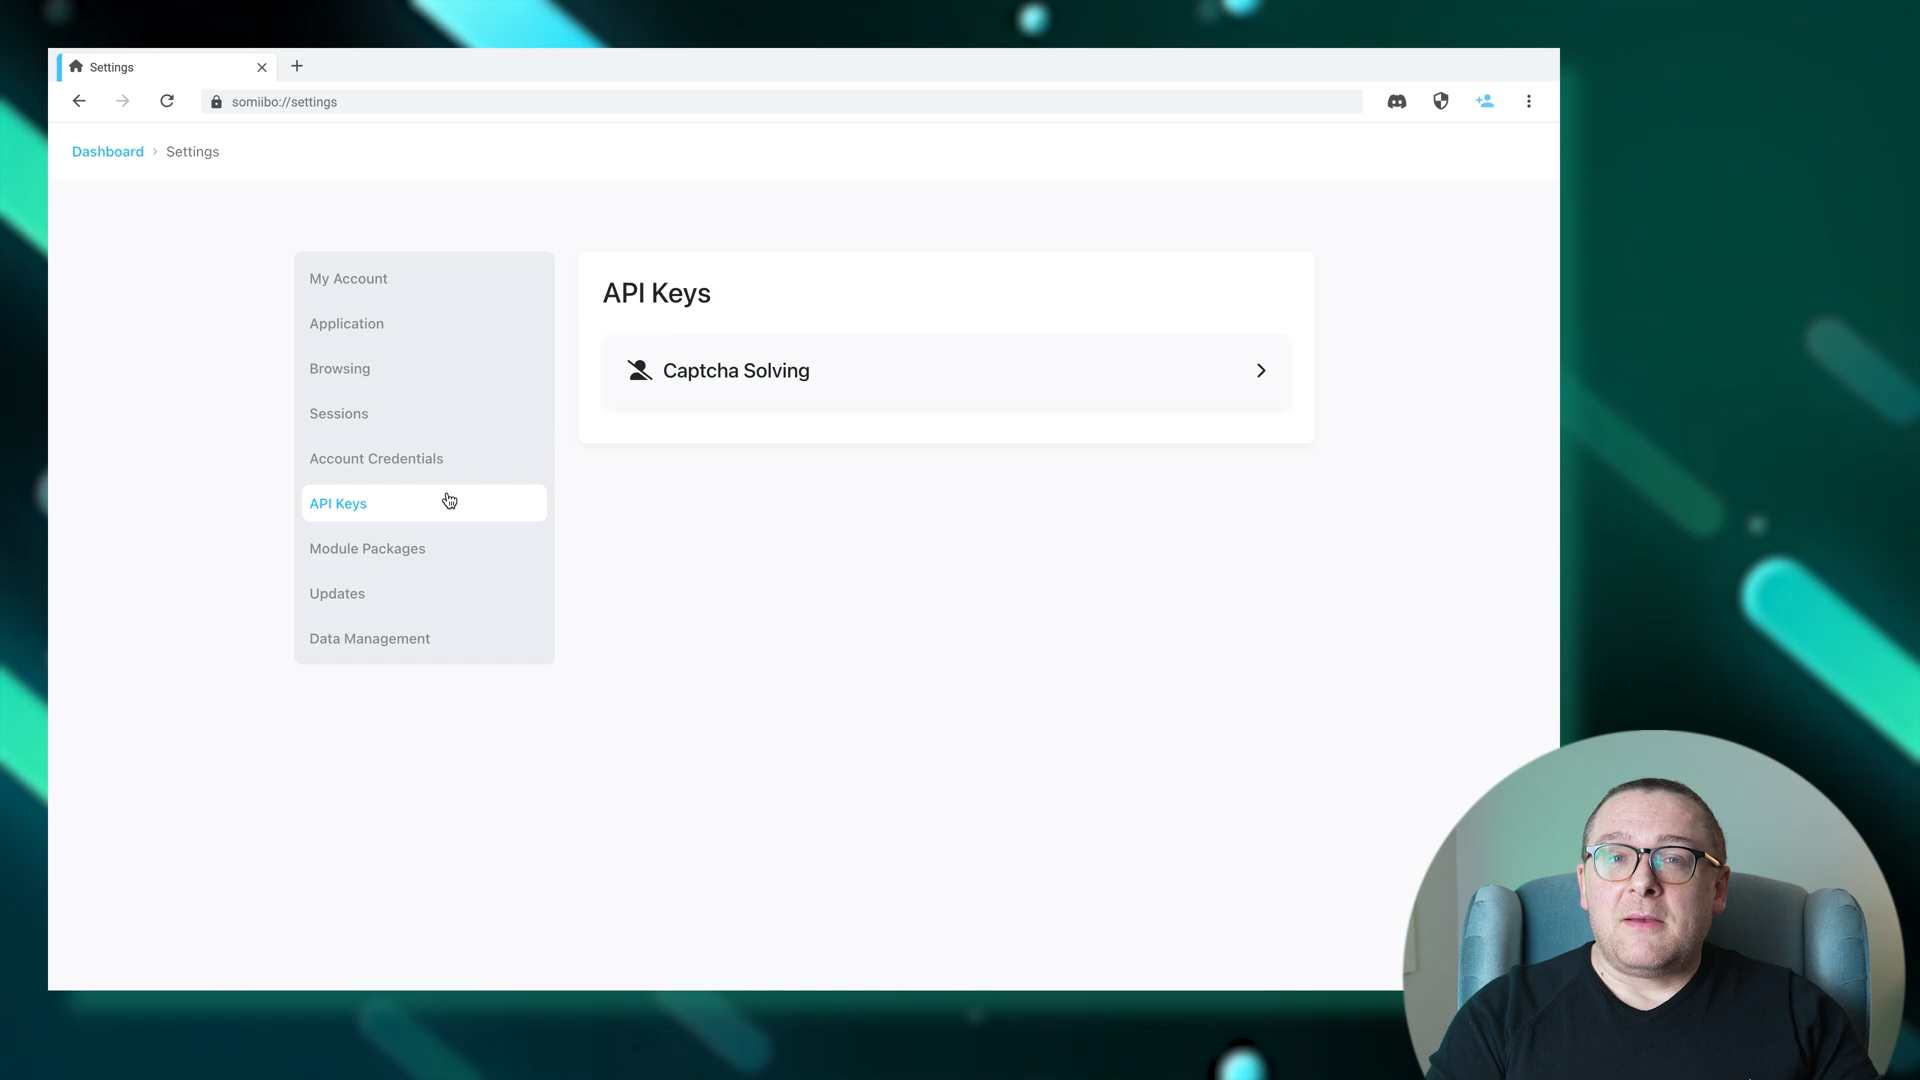 Settings
somiibo://settings
Dashboard > Settings
My Account
Application
Browsing
Sessions
Account Credentials
API Keys
Module Packages
Updates
Data Management
API Keys
Captcha Solving